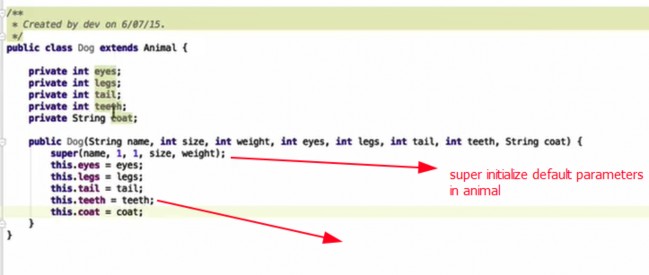 /**
* Created by dev on 6/07/15.
*/
public class Dog extends Animal {
private int eyes;
private int legs;
private int tail;
private int teeth;
private String coat;
public Dog(String name, int size, int weight, int eyes, int legs, int tail, int teeth, String coat) {
super(name, 1, 1, size, weight);
this.eyes = eyes;
this.legs = legs;
this.tail = tail;
this.teeth = teeth;
this.coat = coat;
}
}
super initialize default parameters
in animal